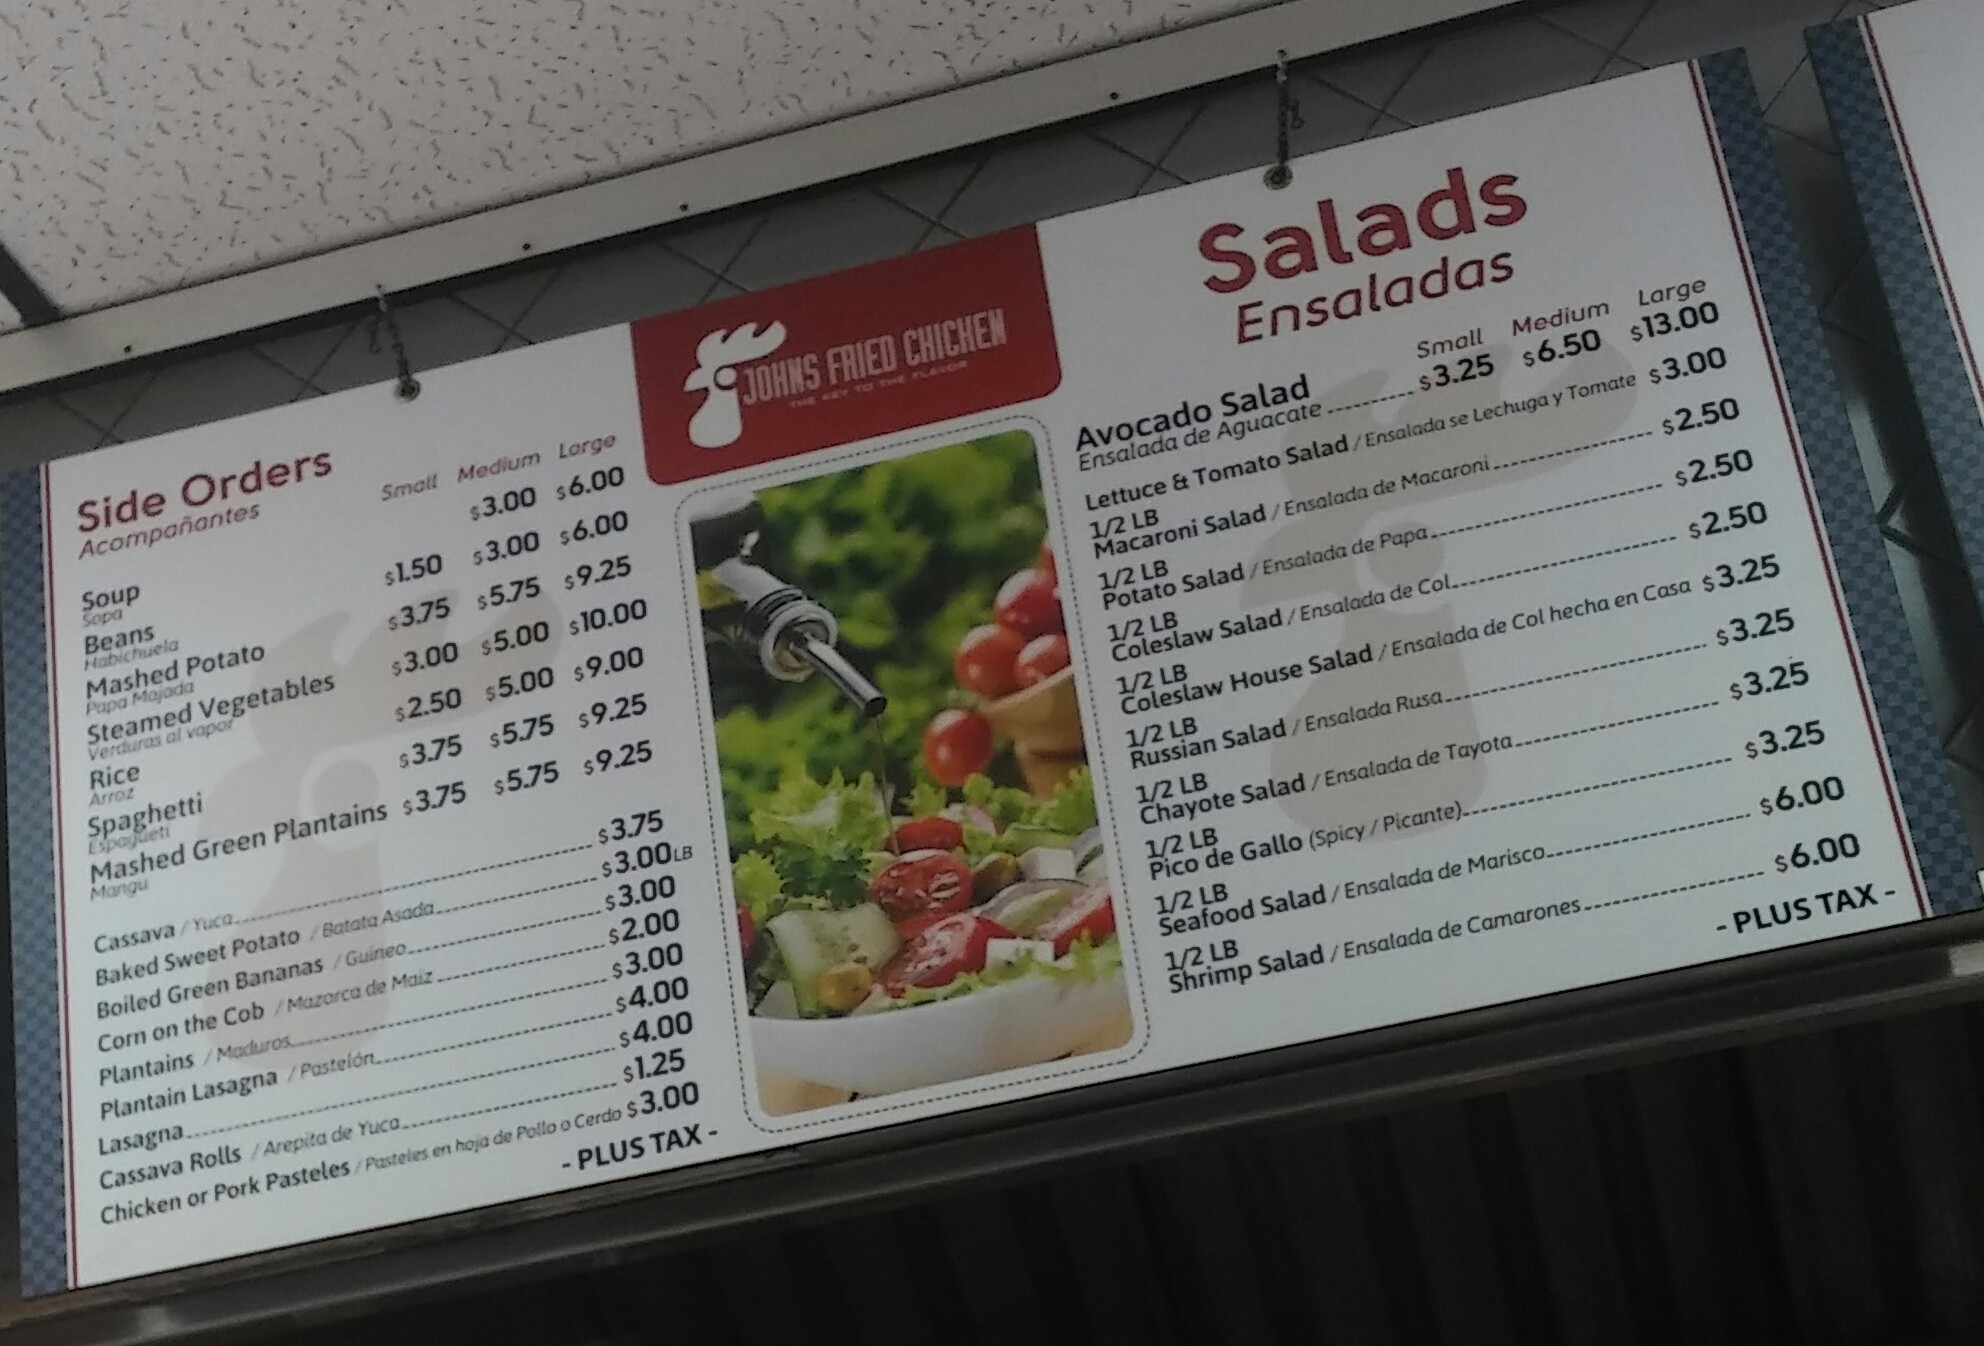 Side Orders
Acompañantes
Small Medium Large
Soup $3.00 $6.00
Sopa
Beans $1.50 $3.00 $6.00
Habichuela
Mashed Potato $3.75 $5.75 $9.25
Papa Majada
Steamed Vegetables $3.00 $5.00 $10.00
Verduras al vapor
Rice $2.50 $5.00 $9.00
Arroz
Spaghetti $3.75 $5.75 $9.25
Espagueti
Mashed Green Plantains $3.75 $5.75 $9.25
Mangu
Cassava / Yuca $3.75
Baked Sweet Potato / Batata Asada $3.00 LB
Boiled Green Bananas / Guineo $3.00
Corn on the Cob / Mazorca de Maiz $2.00
Plantains / Maduros $3.00
Plantain Lasagna / Pastelón $4.00
Lasagna $4.00
Cassava Rolls / Arepita de Yuca $1.25
Chicken or Pork Pasteles / Pasteles en hoja de Pollo o Cerdo $3.00
- PLUS TAX -
JOHNS FRIED CHICKEN
THE KEY TO THE FLAVOR
Salads
Ensaladas
Small Medium Large
Avocado Salad
Ensalada de Aguacate $3.25 $6.50 $13.00
Lettuce & Tomato Salad / Ensalada se Lechuga y Tomate $3.00
1/2 LB
Macaroni Salad / Ensalada de Macaroni $2.50
1/2 LB
Potato Salad / Ensalada de Papa $2.50
1/2 LB
Coleslaw Salad / Ensalada de Col $2.50
1/2 LB
Coleslaw House Salad / Ensalada de Col hecha en Casa $3.25
1/2 LB
Russian Salad / Ensalada Rusa $3.25
1/2 LB
Chayote Salad / Ensalada de Tayota $3.25
1/2 LB
Pico de Gallo (Spicy / Picante) $3.25
1/2 LB
Seafood Salad / Ensalada de Marisco $6.00
1/2 LB
Shrimp Salad / Ensalada de Camarones $6.00
- PLUS TAX -